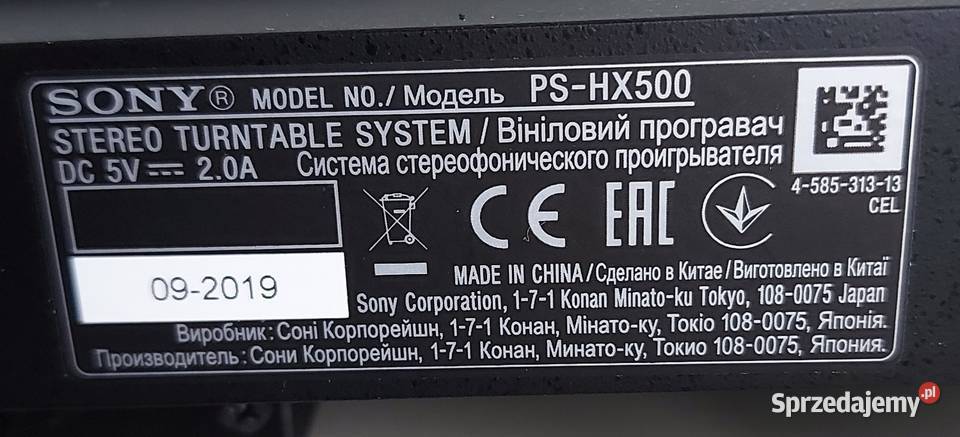 SONY® MODEL NO./Модель PS-HX500
STEREO TURNTABLE SYSTEM / Вініловий програвач
DC 5V ⎓ 2.0A Система стереофонического проигрывателя
4-585-313-13
CEL
CE EAC
MADE IN CHINA/Сделано в Китае/Виготовлено в Китаї
09-2019
Sony Corporation, 1-7-1 Konan Minato-ku Tokyo, 108-0075 Japan
Виробник: Соні Корпорейшн, 1-7-1 Конан, Мінато-ку, Токіо 108-0075, Японія.
Производитель: Сони Корпорейшн, 1-7-1 Конан, Минато-ку, Токио 108-0075, Япония.
Sprzedajemy.pl